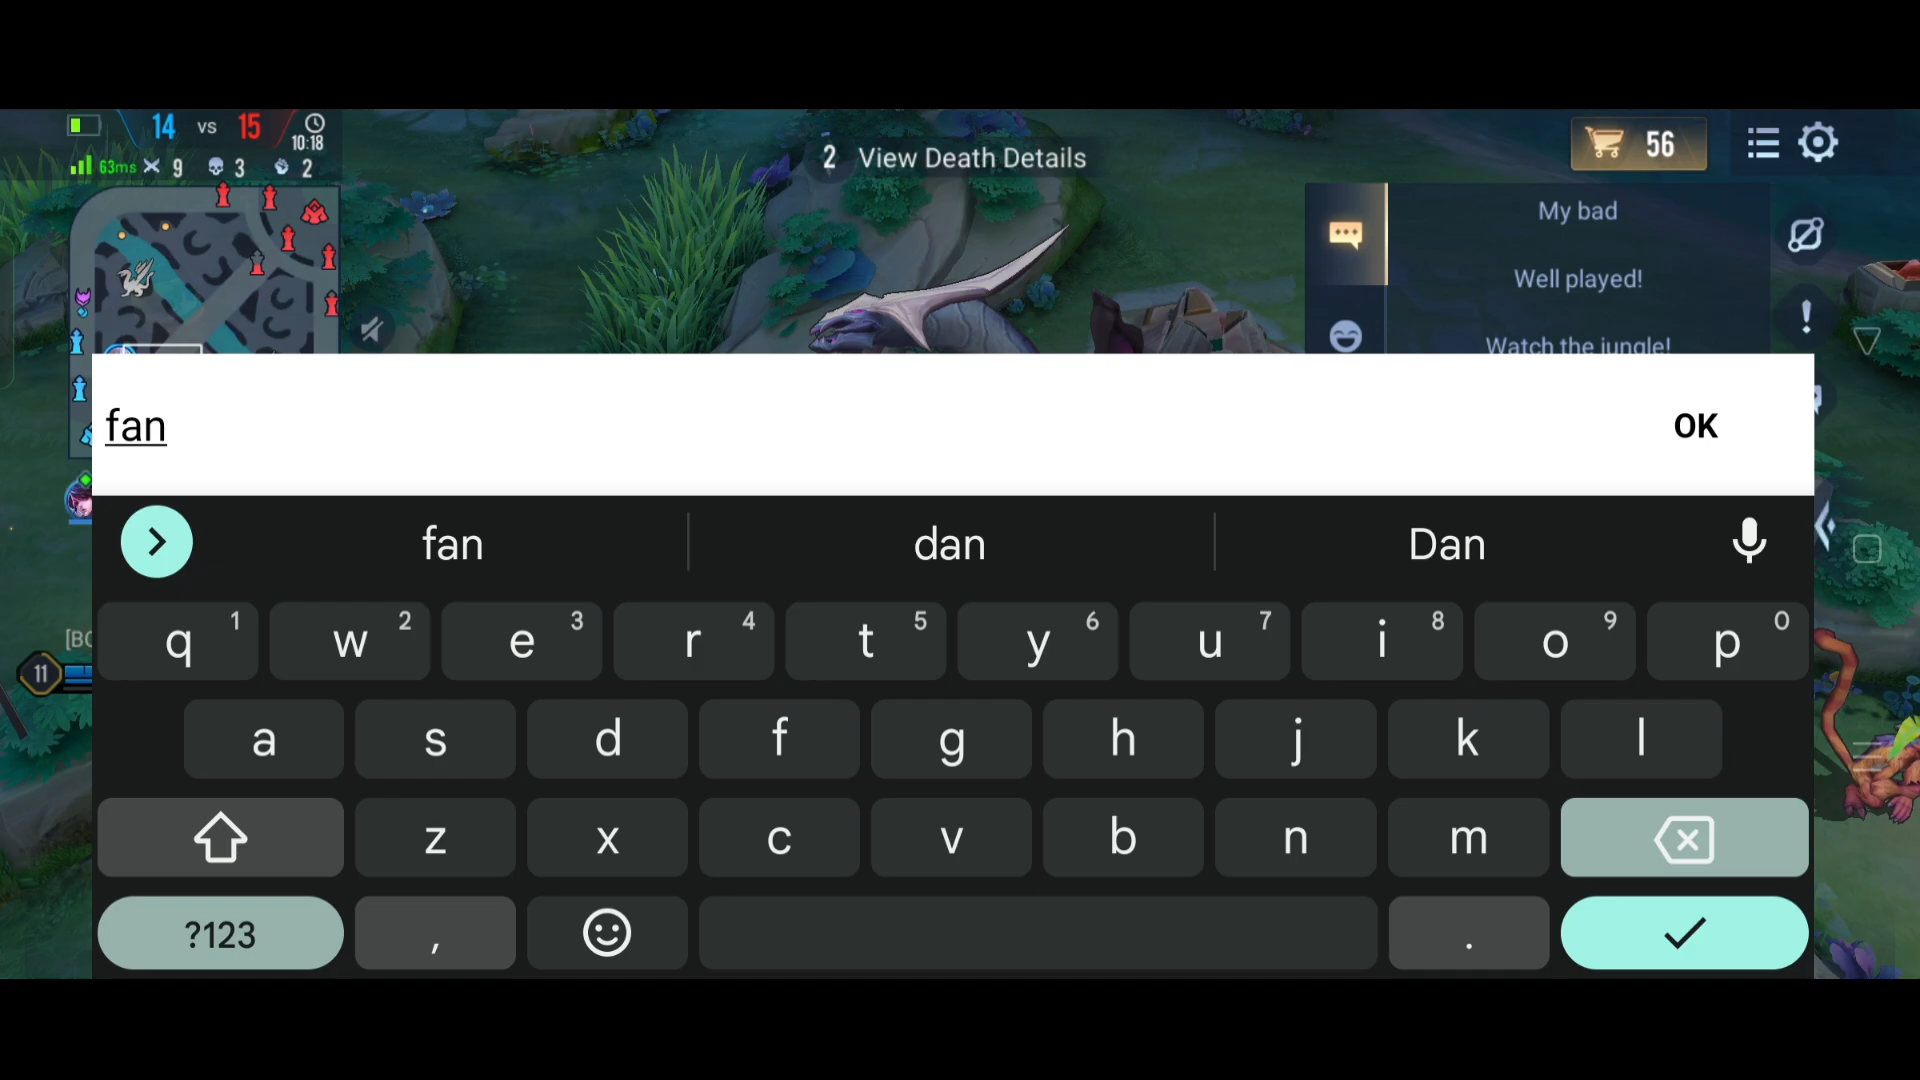 14 vs 15 10:18
63ms 9 3 2
2 View Death Details
56
My bad
Well played!
Watch the jungle!
fan
OK
fan dan Dan
q 1 w 2 e 3 r 4 t 5 y 6 u 7 i 8 o 9 p 0
a s d f g h j k l
z x c v b n m
?123 , .
[BC
11